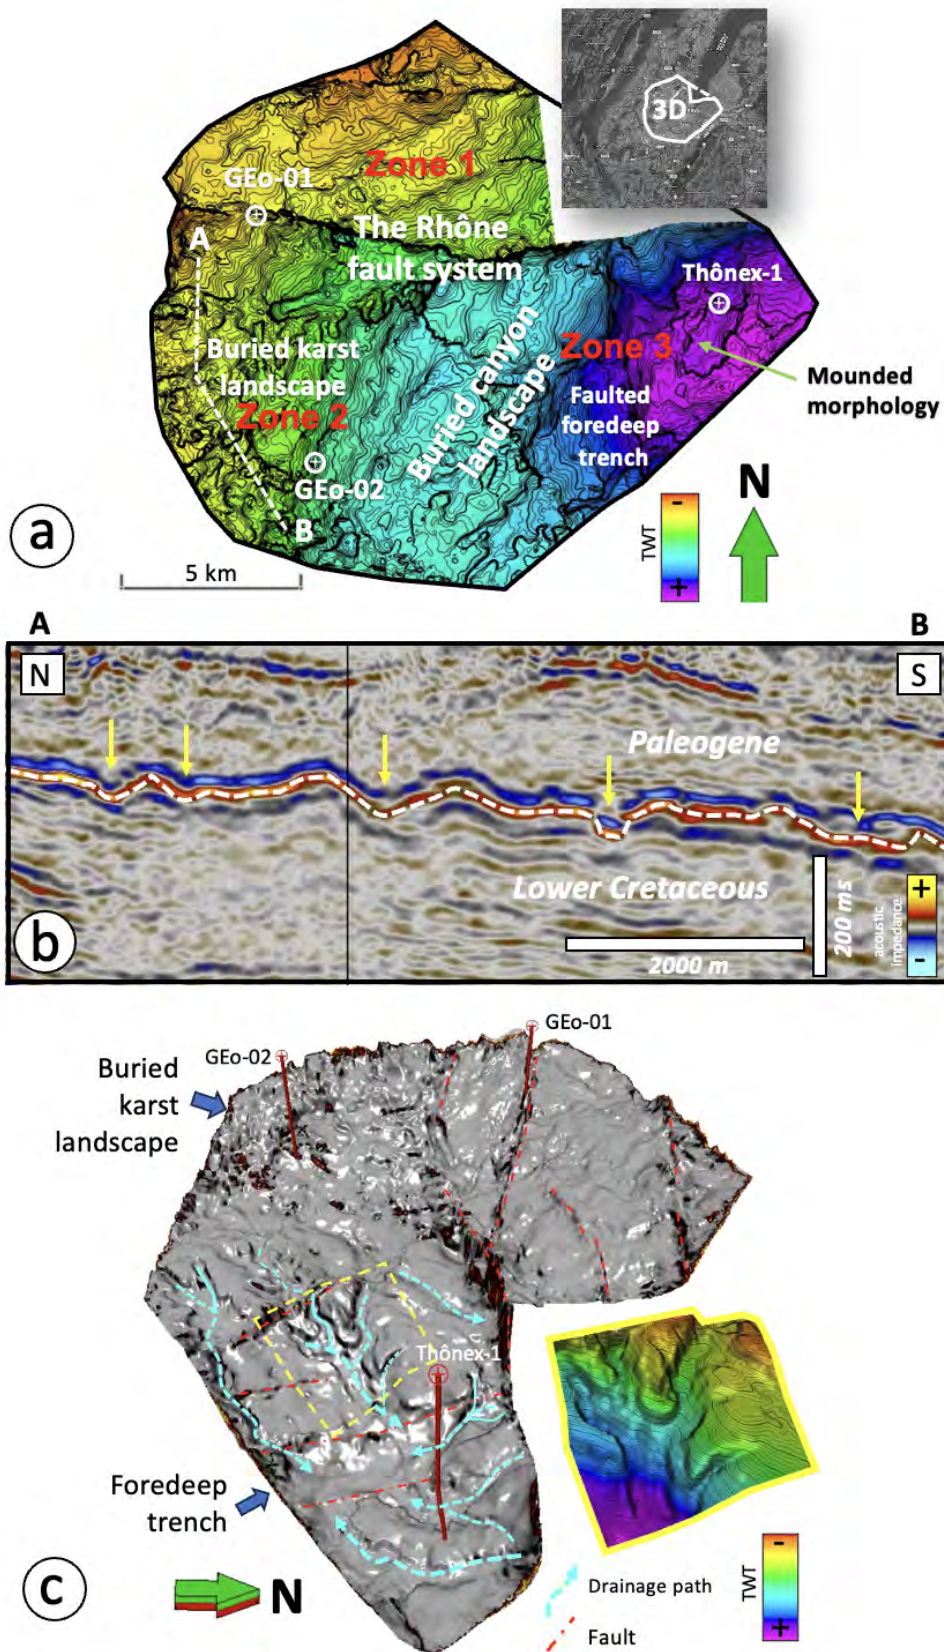 3D
Zone 1
GEo-01
A
The Rhône
fault system
Thônex-1
Buried karst
landscape
Zone 2
Buried canyon
landscape
Zone 3
Faulted
foredeep
trench
Mounded
morphology
GEo-02
B
a
5 km
TWT
-
+
N
A
B
N
S
Paleogene
Lower Cretaceous
2000 m
200 ms
acoustic
impedance
+
-
b
GEo-01
GEo-02
Buried
karst
landscape
Thônex-1
Foredeep
trench
c
N
Drainage path
Fault
TWT
-
+